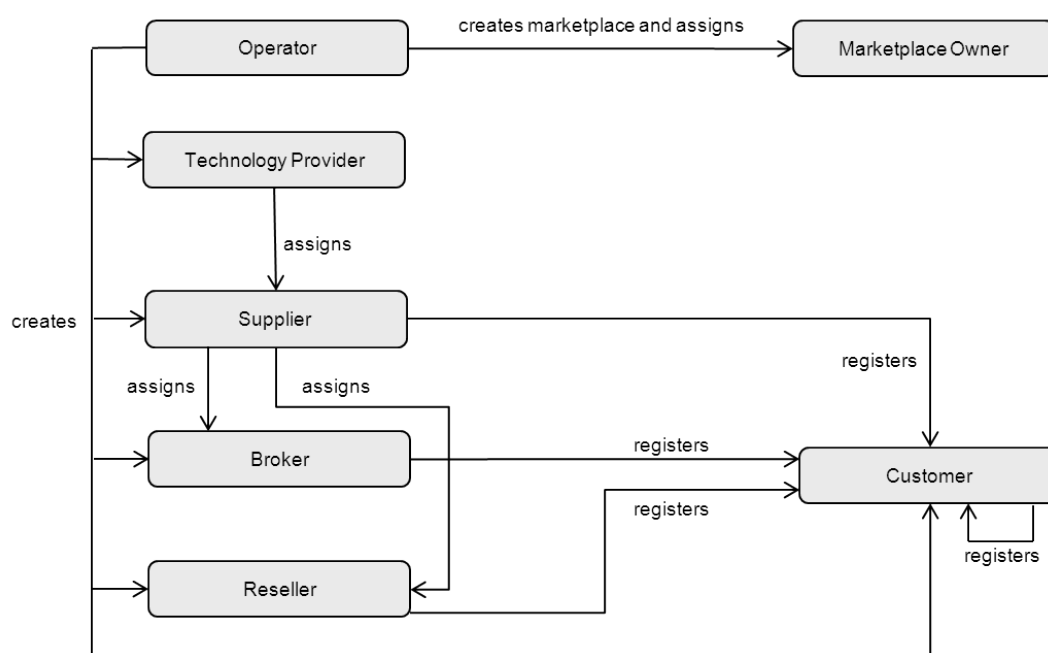 creates marketplace and assigns
Operator
Marketplace Owner
Technology Provider
assigns
creates
Supplier
registers
assigns
assigns
Broker
registers
Customer
registers
registers
Reseller